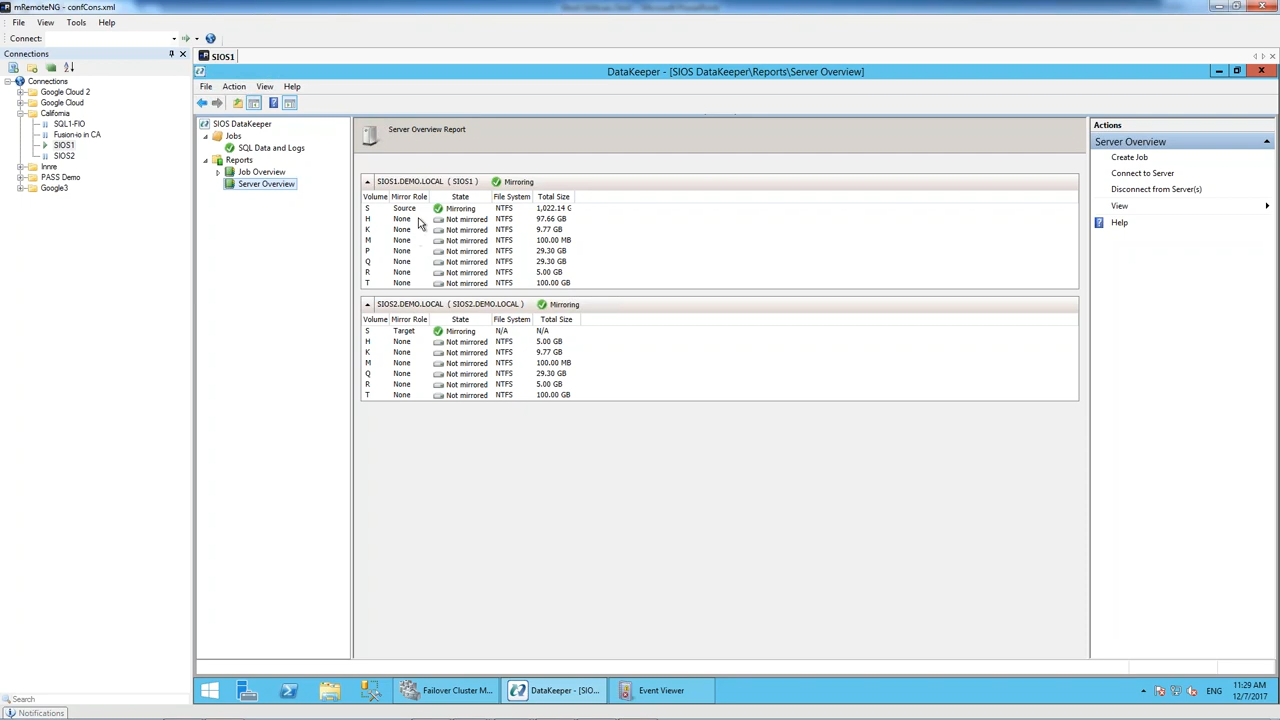 mRemoteNG - confCons.xml
File View Tools Help
Connect:
Connections
SIOS1
DataKeeper - [SIOS DataKeeper\Reports\Server Overview]
File Action View Help
Connections
Google Cloud 2
Google Cloud
California
SQL1-FIO
Fusion-io in CA
SIOS1
SIOS2
Innre
PASS Demo
Google3
SIOS DataKeeper
Jobs
SQL Data and Logs
Reports
Job Overview
Server Overview
Server Overview Report
SIOS1.DEMO.LOCAL ( SIOS1 ) Mirroring
Volume Mirror Role State File System Total Size
S Source Mirroring NTFS 1,022.14 G
H None Not mirrored NTFS 97.66 GB
K None Not mirrored NTFS 9.77 GB
M None Not mirrored NTFS 100.00 MB
P None Not mirrored NTFS 29.30 GB
Q None Not mirrored NTFS 29.30 GB
R None Not mirrored NTFS 5.00 GB
T None Not mirrored NTFS 100.00 GB
SIOS2.DEMO.LOCAL ( SIOS2.DEMO.LOCAL ) Mirroring
Volume Mirror Role State File System Total Size
S Target Mirroring N/A N/A
H None Not mirrored NTFS 5.00 GB
K None Not mirrored NTFS 9.77 GB
M None Not mirrored NTFS 100.00 MB
Q None Not mirrored NTFS 29.30 GB
R None Not mirrored NTFS 5.00 GB
T None Not mirrored NTFS 100.00 GB
Actions
Server Overview
Create Job
Connect to Server
Disconnect from Server(s)
View
Help
Search
Notifications
Failover Cluster M...
DataKeeper - [SIO...
Event Viewer
ENG
11:29 AM
12/7/2017